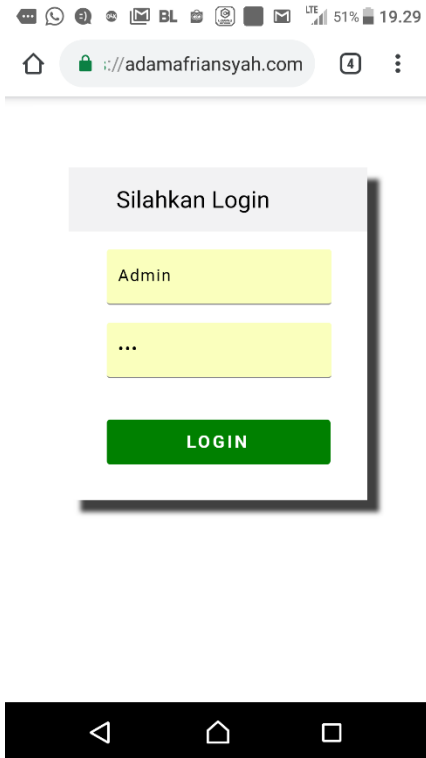 BL LTE 51% 19.29
://adamafriansyah.com 4
Silahkan Login
Admin
•••
LOGIN